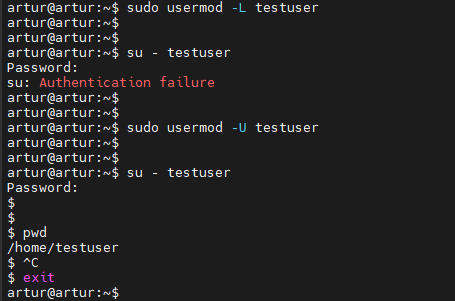 artur@artur:~$ sudo usermod -L testuser
artur@artur:~$
artur@artur:~$
artur@artur:~$ su - testuser
Password:
su: Authentication failure
artur@artur:~$
artur@artur:~$
artur@artur:~$ sudo usermod -U testuser
artur@artur:~$
artur@artur:~$
artur@artur:~$ su - testuser
Password:
$
$
$ pwd
/home/testuser
$ ^C
$ exit
artur@artur:~$